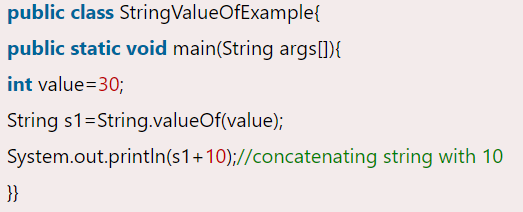 public class StringValueOfExample{
public static void main(String args[]){
int value=30;
String s1=String.valueOf(value);
System.out.println(s1+10);//concatenating string with 10
}}